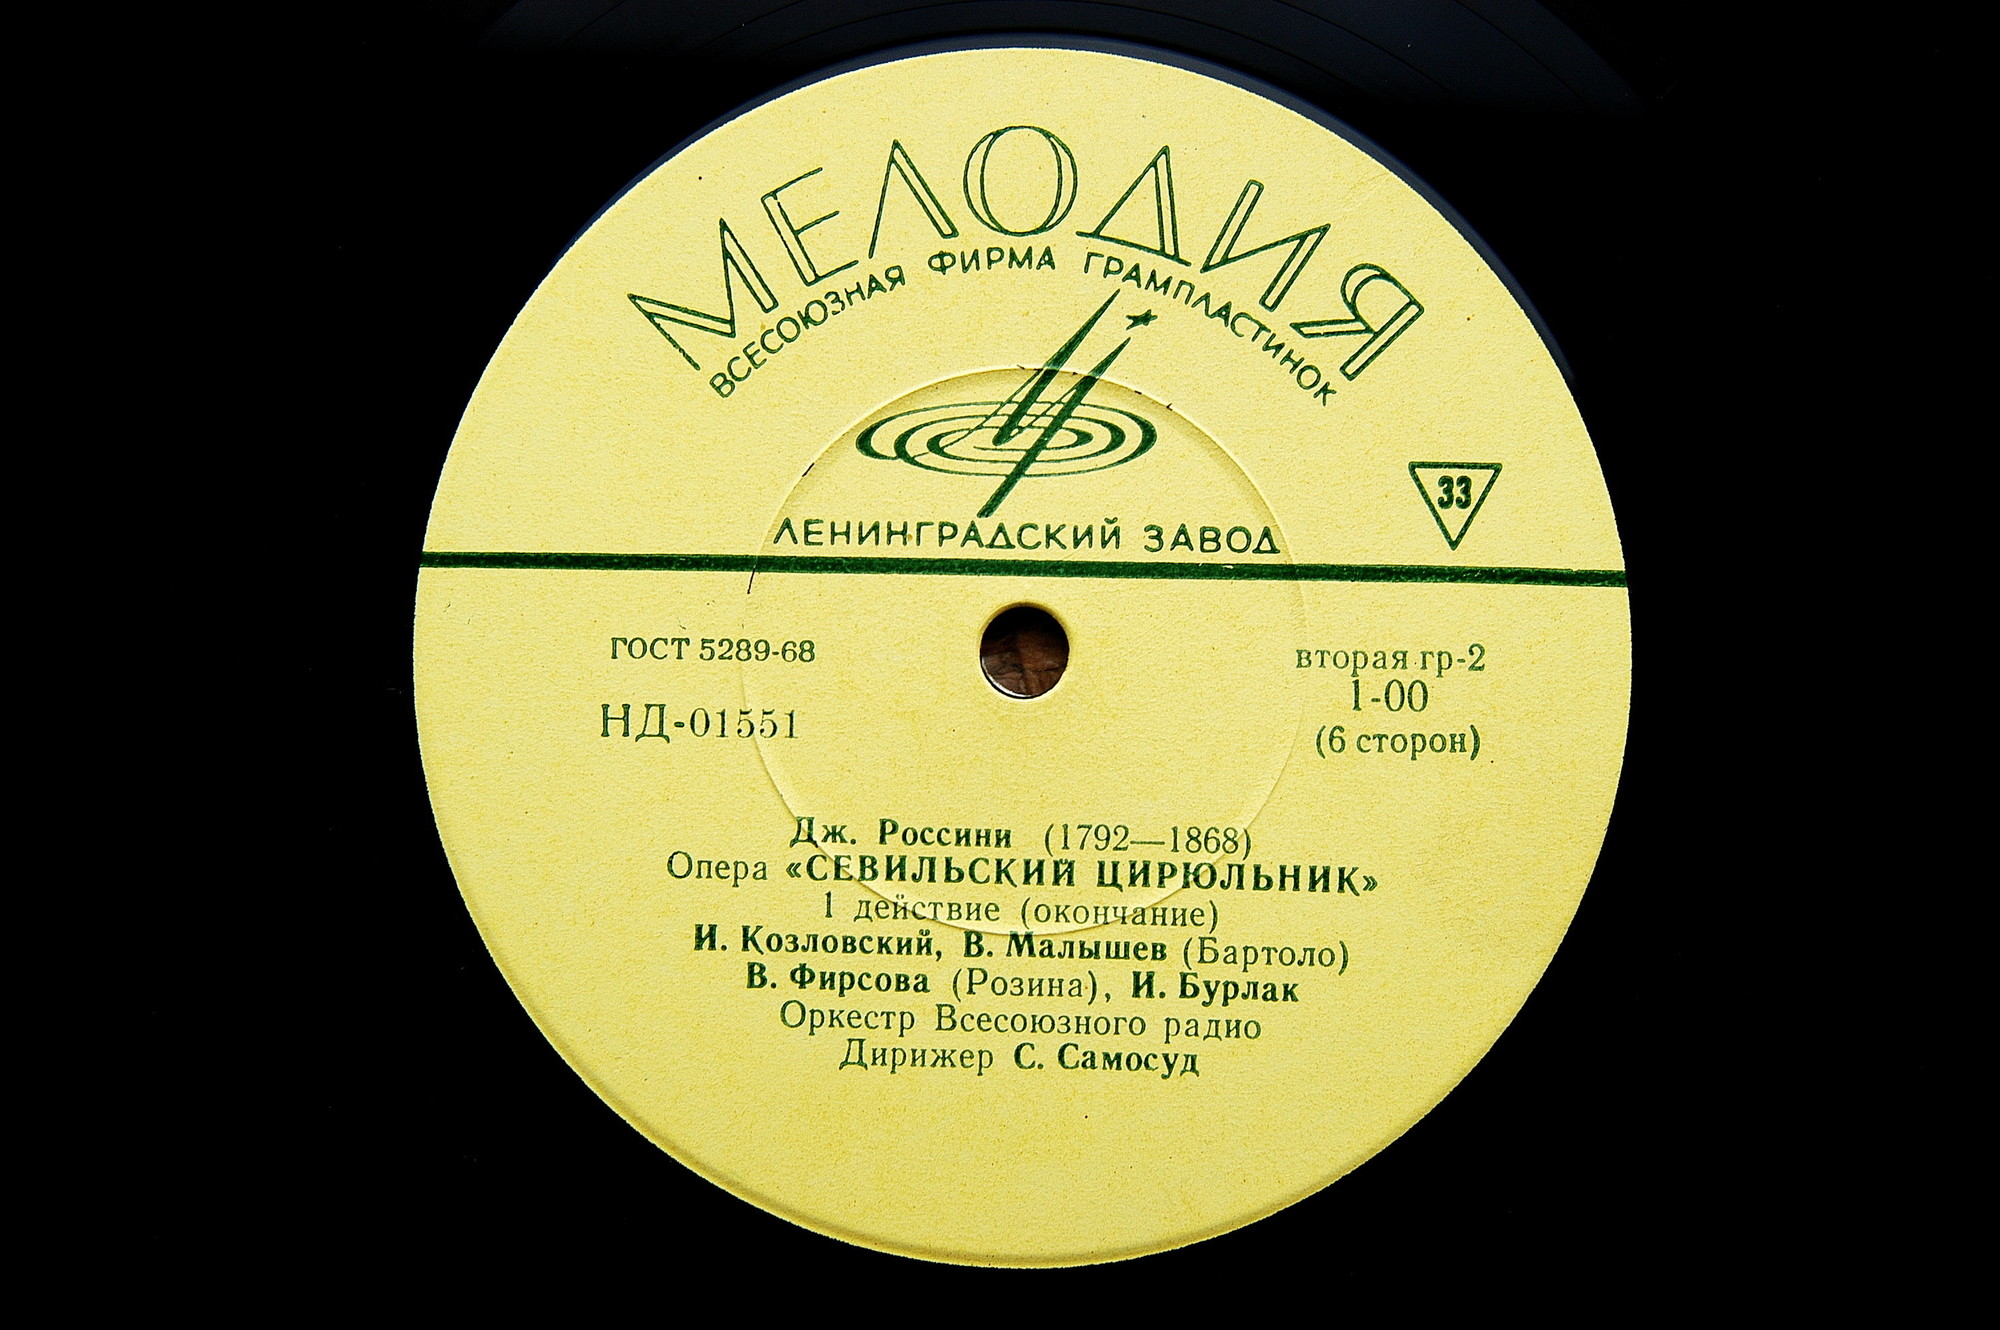 МЕЛОДИЯ
ВСЕСОЮЗНАЯ ФИРМА ГРАМПЛАСТИНОК
33
ЛЕНИНГРАДСКИЙ ЗАВОД
ГОСТ 5289-68
НД-01551
вторая гр-2
1-00
(6 сторон)
Дж. Россини (1792—1868)
Опера «СЕВИЛЬСКИЙ ЦИРЮЛЬНИК»
1 действие (окончание)
И. Козловский, В. Малышев (Бартоло)
В. Фирсова (Розина), И. Бурлак
Оркестр Всесоюзного радио
Дирижер С. Самосуд